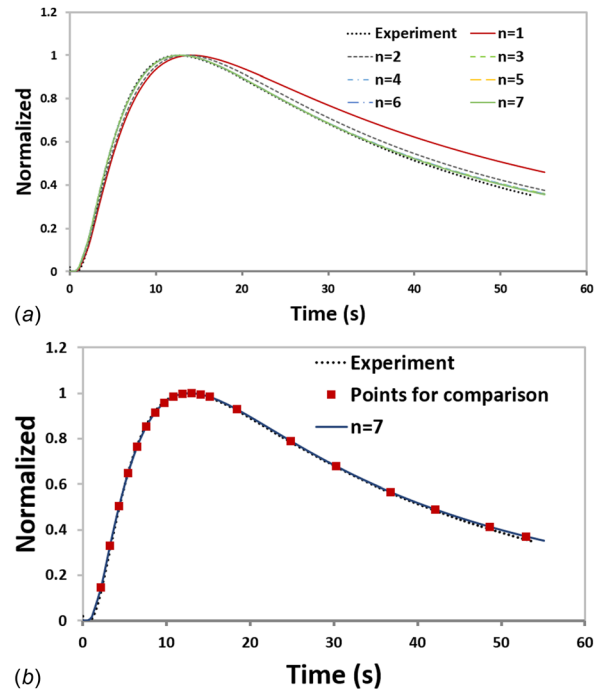 1.2
1
0.8
0.6
0.4
0.2
0
Normalized
Experiment n=1
n=2 n=3
n=4 n=5
n=6 n=7
0 10 20 30 40 50 60
(a) Time (s)
1.2
1
0.8
0.6
0.4
0.2
0
Normalized
Experiment
Points for comparison
n=7
0 10 20 30 40 50 60
(b) Time (s)